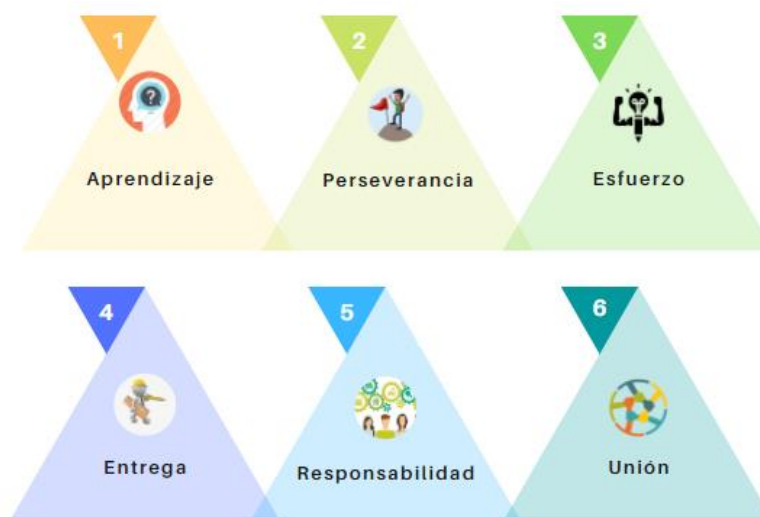 1
2
3
Aprendizaje
Perseverancia
Esfuerzo
4
5
6
Entrega
Responsabilidad
Unión